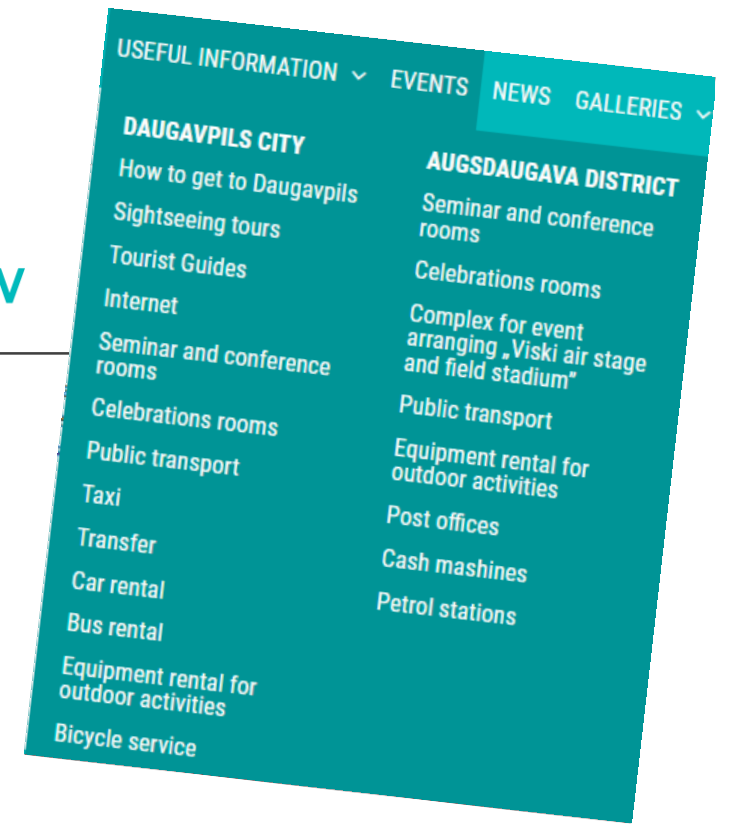 USEFUL INFORMATION
EVENTS
NEWS
GALLERIES
DAUGAVPILS CITY
How to get to Daugavpils
Sightseeing tours
Tourist Guides
Internet
Seminar and conference
rooms
Celebrations rooms
Public transport
Taxi
Transfer
Car rental
Bus rental
Equipment rental for
outdoor activities
Bicycle service
AUGSDAUGAVA DISTRICT
Seminar and conference
rooms
Celebrations rooms
Complex for event
arranging „Viski air stage
and field stadium”
Public transport
Equipment rental for
outdoor activities
Post offices
Cash mashines
Petrol stations